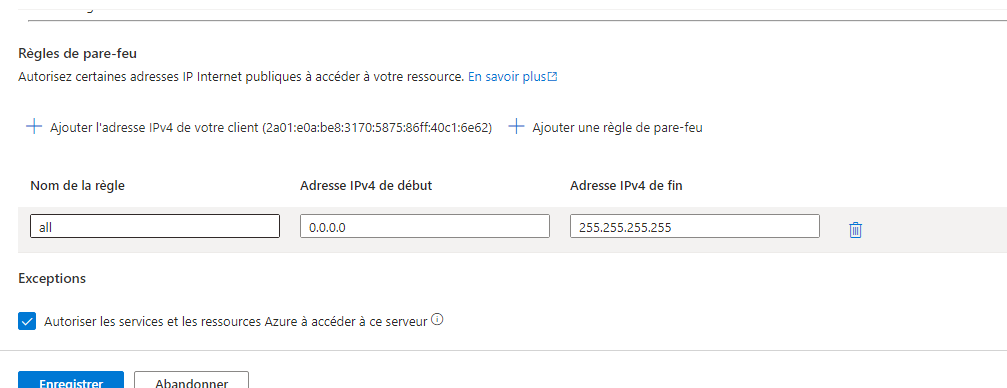 Règles de pare-feu
Autorisez certaines adresses IP Internet publiques à accéder à votre ressource. En savoir plus
Ajouter l'adresse IPv4 de votre client (2a01:e0a:be8:3170:5875:86ff:40c1:6e62) Ajouter une règle de pare-feu
Nom de la règle Adresse IPv4 de début Adresse IPv4 de fin
all 0.0.0.0 255.255.255.255
Exceptions
Autoriser les services et les ressources Azure à accéder à ce serveur
Enregistrer Abandonner